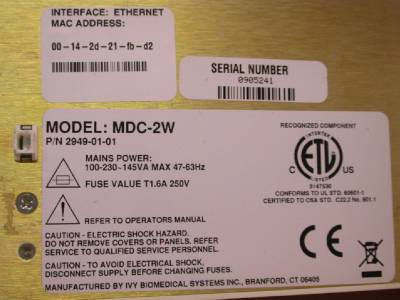 INTERFACE: ETHERNET
MAC ADDRESS:
00-14-2d-21-fb-d2
SERIAL NUMBER
0905241
MODEL: MDC-2W
P/N 2949-01-01
MAINS POWER:
100-230~145VA MAX 47-63Hz
FUSE VALUE T1.6A 250V
REFER TO OPERATORS MANUAL
CAUTION - ELECTRIC SHOCK HAZARD.
DO NOT REMOVE COVERS OR PANELS. REFER
SERVICE TO QUALIFIED SERVICE PERSONNEL.
CAUTION - TO AVOID ELECTRICAL SHOCK,
DISCONNECT SUPPLY BEFORE CHANGING FUSES.
MANUFACTURED BY IVY BIOMEDICAL SYSTEMS INC., BRANFORD, CT 06405
RECOGNIZED COMPONENT
INTERTEK
C ETL US
3147530
CONFORMS TO UL STD. 60601-1
CERTIFIED TO CSA STD. C22.2 No. 601.1
CE